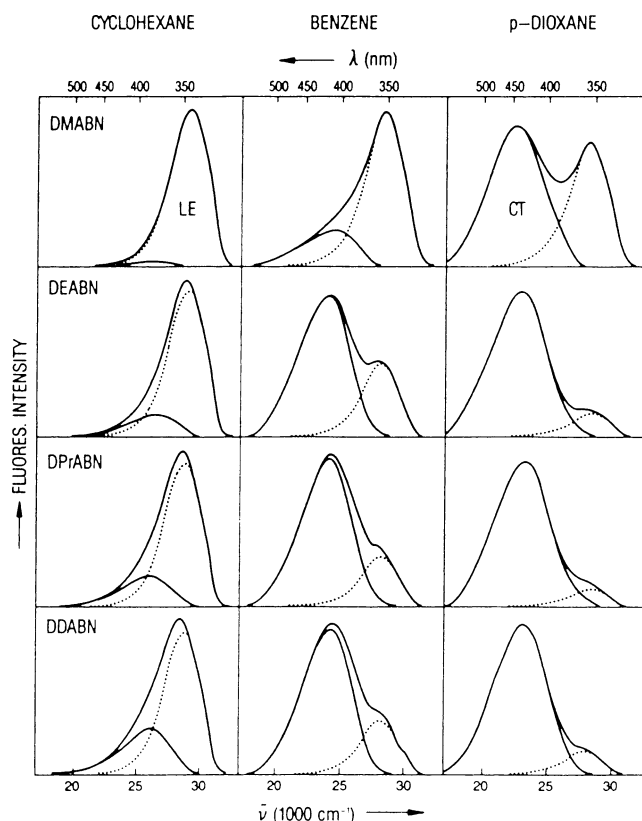 CYCLOHEXANE BENZENE p-DIOXANE
← λ (nm)
500 450 400 350 500 450 400 350 500 450 400 350
DMABN
LE
CT
DEABN
DPrABN
DDABN
→ FLUORES. INTENSITY
20 25 30 25 30 20 25 30
ν̄ (1000 cm⁻¹) →